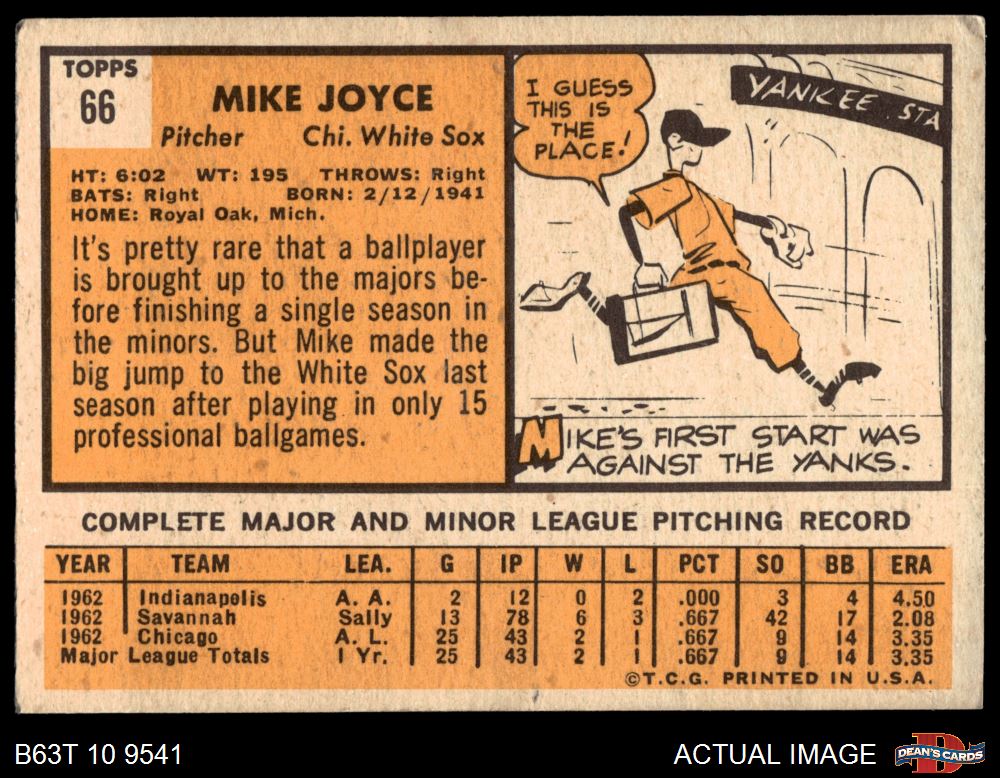 TOPPS
66
MIKE JOYCE
Pitcher Chi. White Sox
HT: 6:02 WT: 195 THROWS: Right
BATS: Right BORN: 2/12/1941
HOME: Royal Oak, Mich.
It's pretty rare that a ballplayer
is brought up to the majors be-
fore finishing a single season in
the minors. But Mike made the
big jump to the White Sox last
season after playing in only 15
professional ballgames.
I GUESS
THIS IS
THE
PLACE!
YANKEE STA
MIKE'S FIRST START WAS
AGAINST THE YANKS.
COMPLETE MAJOR AND MINOR LEAGUE PITCHING RECORD
YEAR TEAM LEA. G IP W L PCT SO BB ERA
1962 Indianapolis A. A. 2 12 0 2 .000 3 4 4.50
1962 Savannah Sally 13 78 6 3 .667 42 17 2.08
1962 Chicago A. L. 25 43 2 1 .667 9 14 3.35
Major League Totals 1 Yr. 25 43 2 1 .667 9 14 3.35
©T.C.G. PRINTED IN U.S.A.
B63T 10 9541 ACTUAL IMAGE DEAN'S CARDS